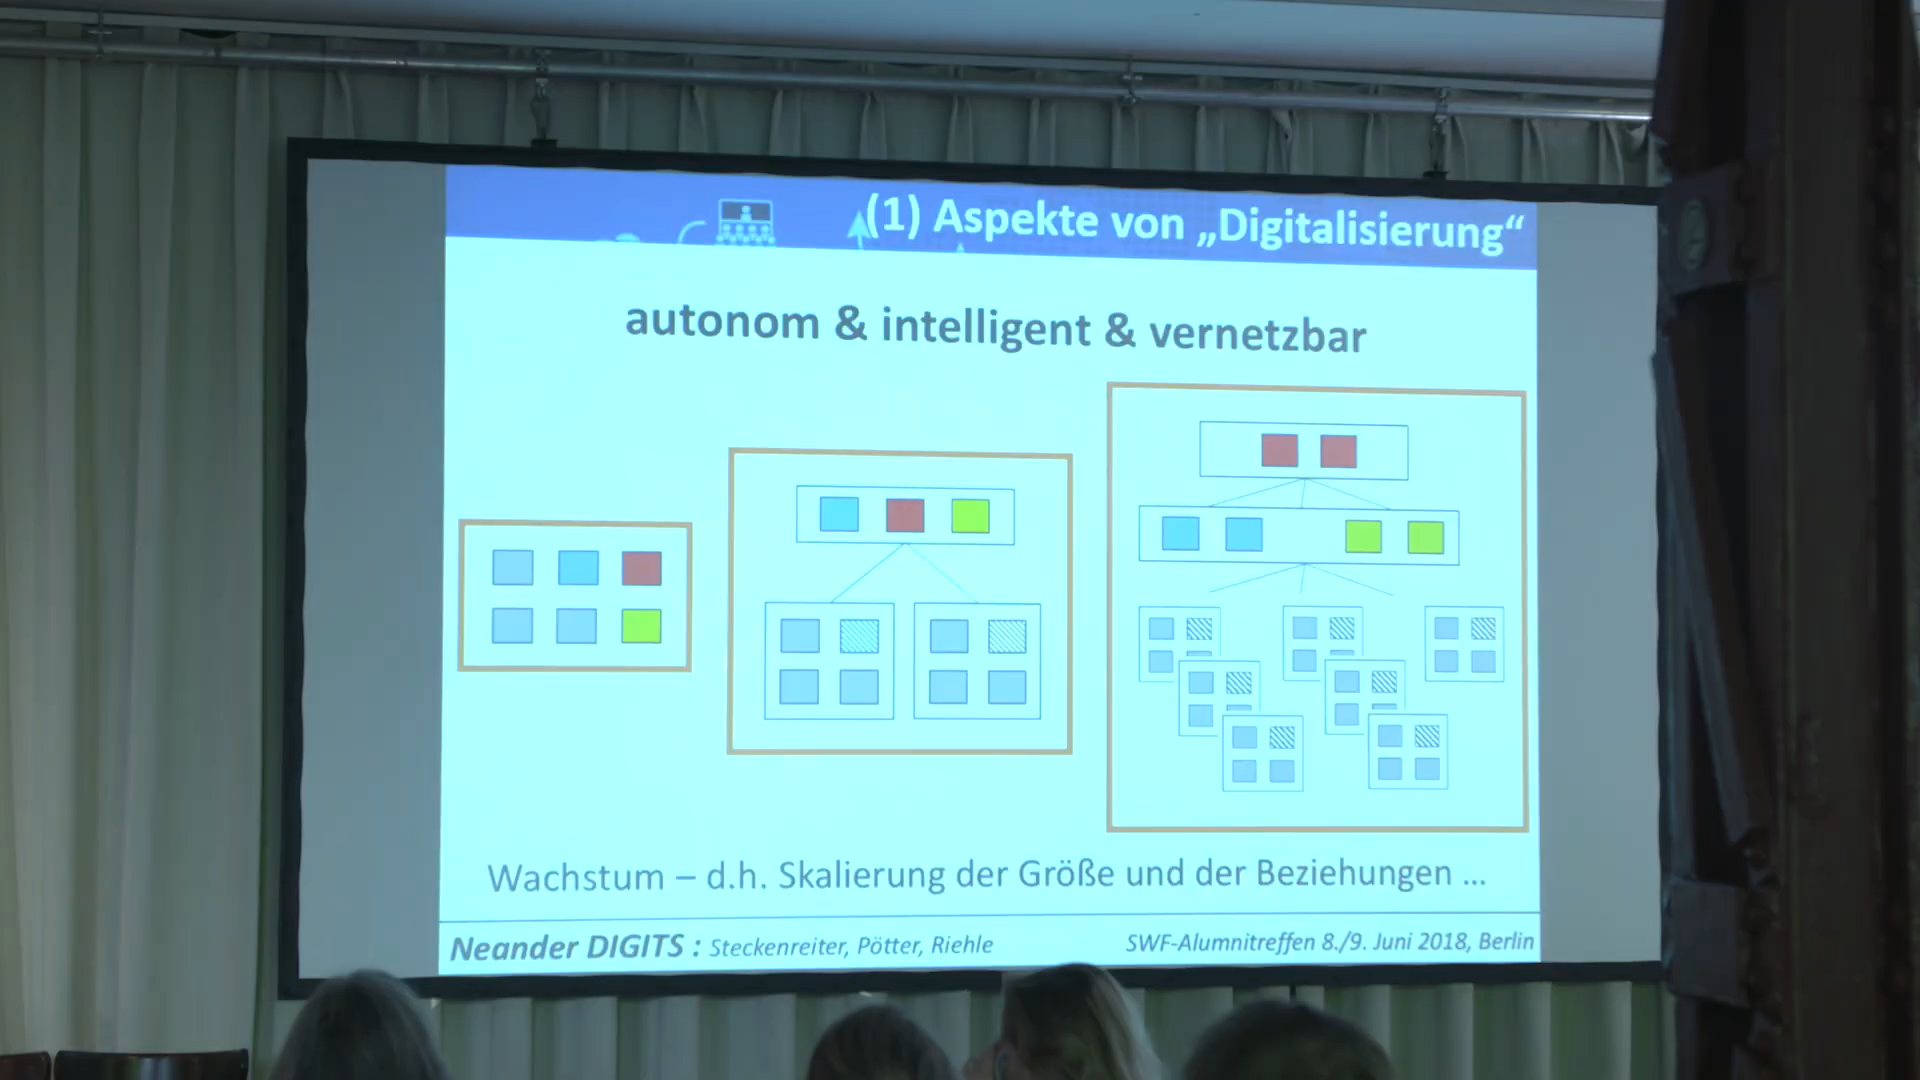 (1) Aspekte von „Digitalisierung“
autonom & intelligent & vernetzbar
Wachstum – d.h. Skalierung der Größe und der Beziehungen ...
Neander DIGITS : Steckenreiter, Pötter, Riehle
SWF-Alumnitreffen 8./9. Juni 2018, Berlin